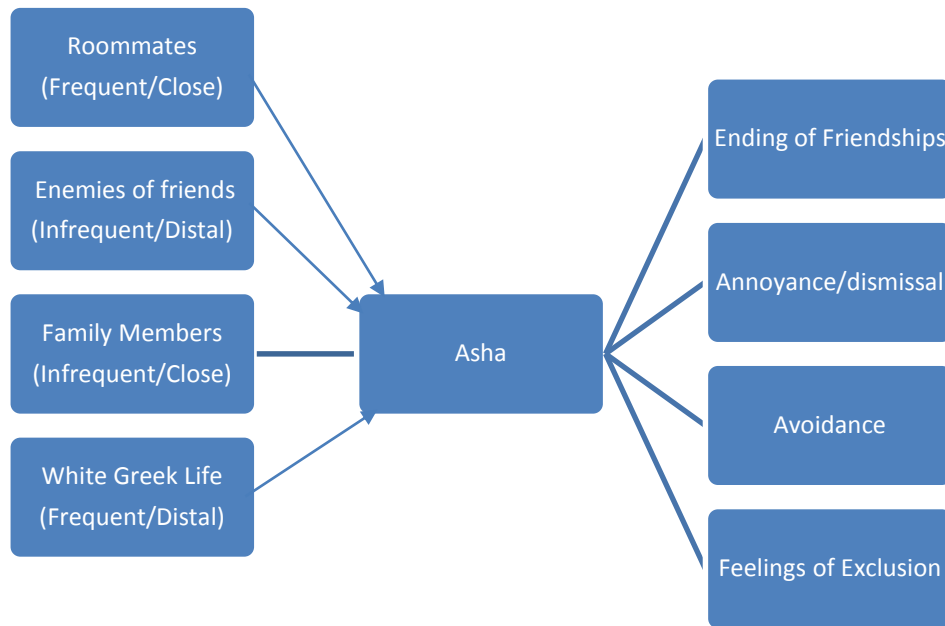 Roommates
(Frequent/Close)
Enemies of friends
(Infrequent/Distal)
Family Members
(Infrequent/Close)
White Greek Life
(Frequent/Distal)
Asha
Ending of Friendships
Annoyance/dismissal
Avoidance
Feelings of Exclusion